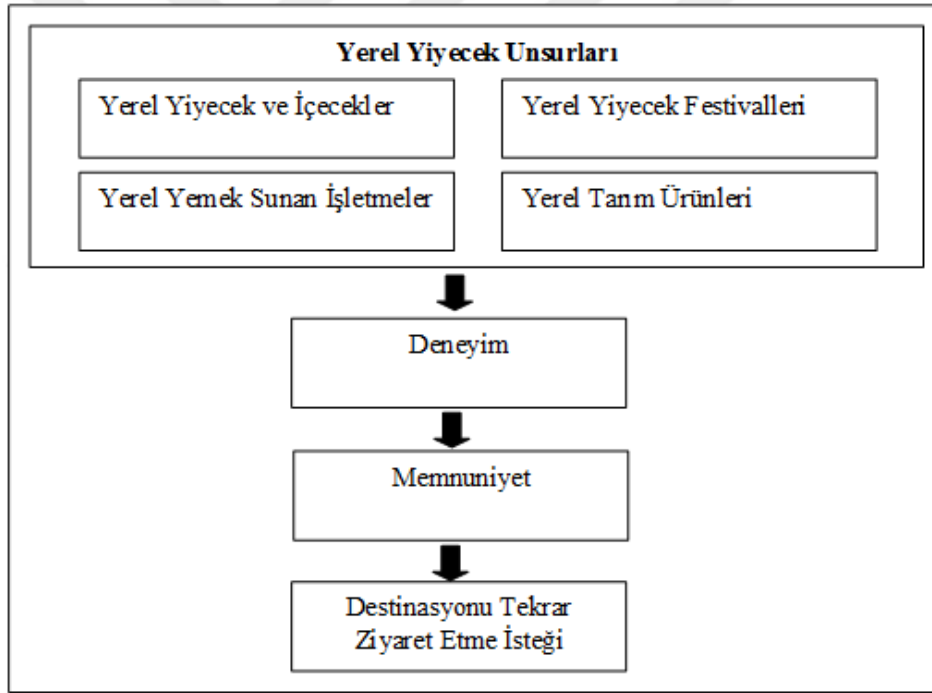 Yerel Yiyecek Unsurları
Yerel Yiyecek ve İçecekler
Yerel Yiyecek Festivalleri
Yerel Yemek Sunan İşletmeler
Yerel Tarım Ürünleri
Deneyim
Memnuniyet
Destinasyonu Tekrar
Ziyaret Etme İsteği